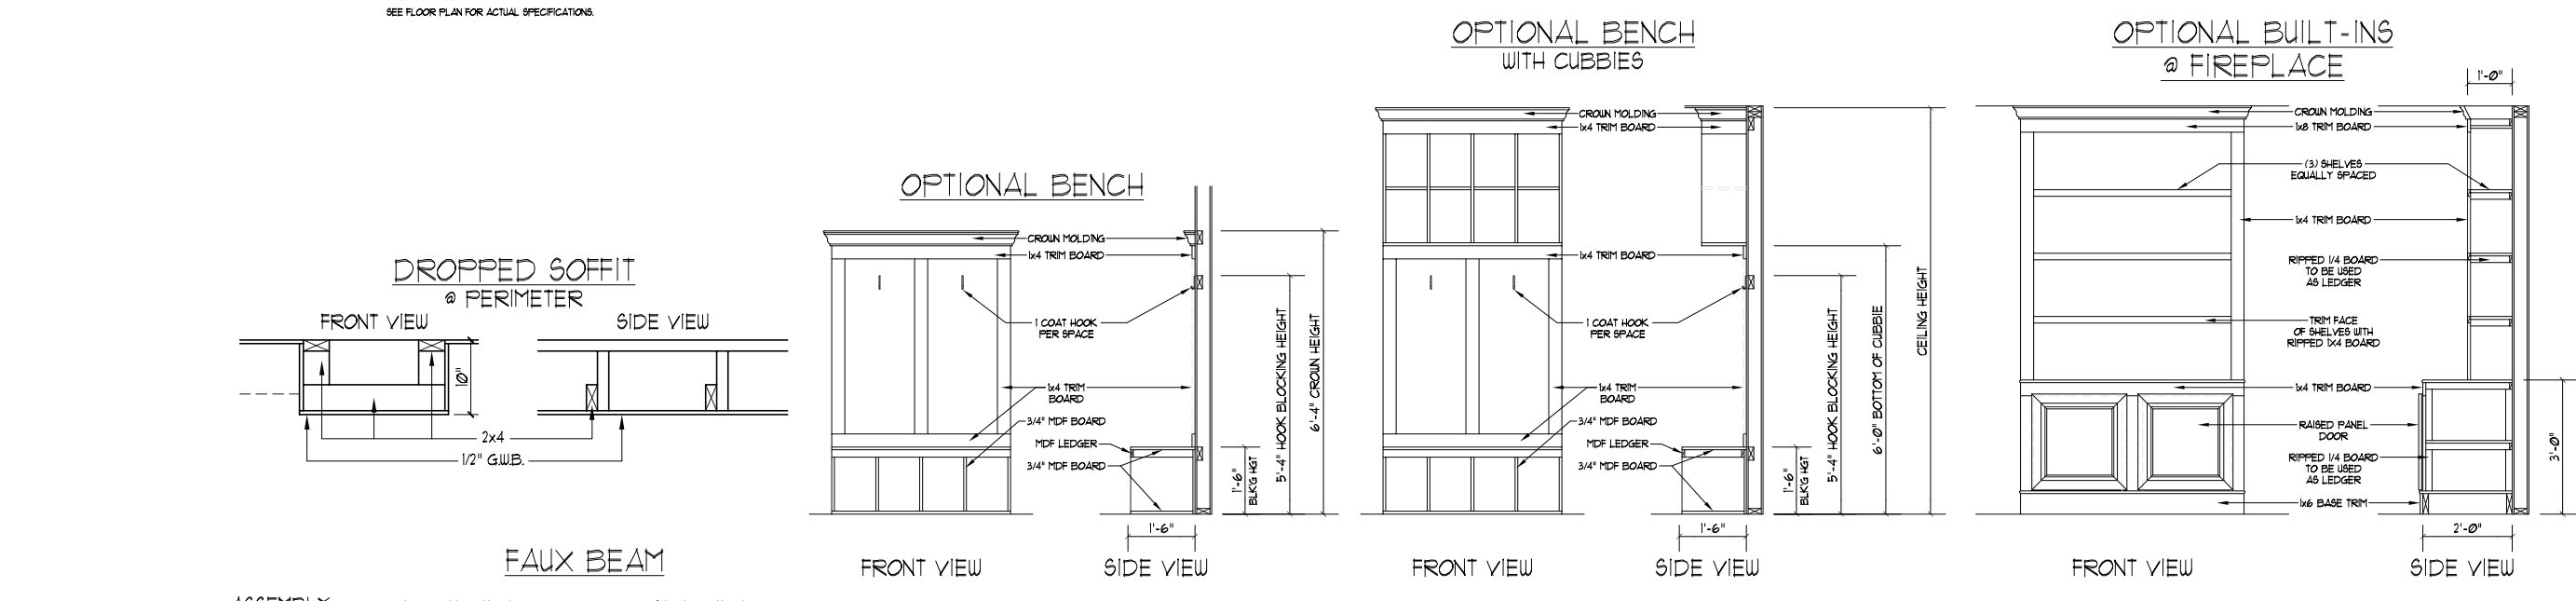 SEE FLOOR PLAN FOR ACTUAL SPECIFICATIONS.
DROPPED SOFFIT
@ PERIMETER
FRONT VIEW
SIDE VIEW
10"
2x4
1/2" G.W.B.
FAUX BEAM
OPTIONAL BENCH
CROWN MOLDING
1x4 TRIM BOARD
1 COAT HOOK
PER SPACE
1x4 TRIM
BOARD
3/4" MDF BOARD
MDF LEDGER
3/4" MDF BOARD
1'-6"
BLK'G HGT
5'-4" HOOK BLOCKING HEIGHT
6'-4" CROWN HEIGHT
1'-6"
FRONT VIEW
SIDE VIEW
OPTIONAL BENCH
WITH CUBBIES
CROWN MOLDING
1x4 TRIM BOARD
1x4 TRIM BOARD
1 COAT HOOK
PER SPACE
1x4 TRIM
BOARD
3/4" MDF BOARD
MDF LEDGER
3/4" MDF BOARD
1'-6"
BLK'G HGT
5'-4" HOOK BLOCKING HEIGHT
6'-0" BOTTOM OF CUBBIE
CEILING HEIGHT
1'-6"
FRONT VIEW
SIDE VIEW
OPTIONAL BUILT-INS
@ FIREPLACE
1'-0"
CROWN MOLDING
1x8 TRIM BOARD
(3) SHELVES
EQUALLY SPACED
1x4 TRIM BOARD
RIPPED 1/4 BOARD
TO BE USED
AS LEDGER
TRIM FACE
OF SHELVES WITH
RIPPED 1X4 BOARD
1x4 TRIM BOARD
RAISED PANEL
DOOR
RIPPED 1/4 BOARD
TO BE USED
AS LEDGER
1x6 BASE TRIM
3'-0"
2'-0"
FRONT VIEW
SIDE VIEW